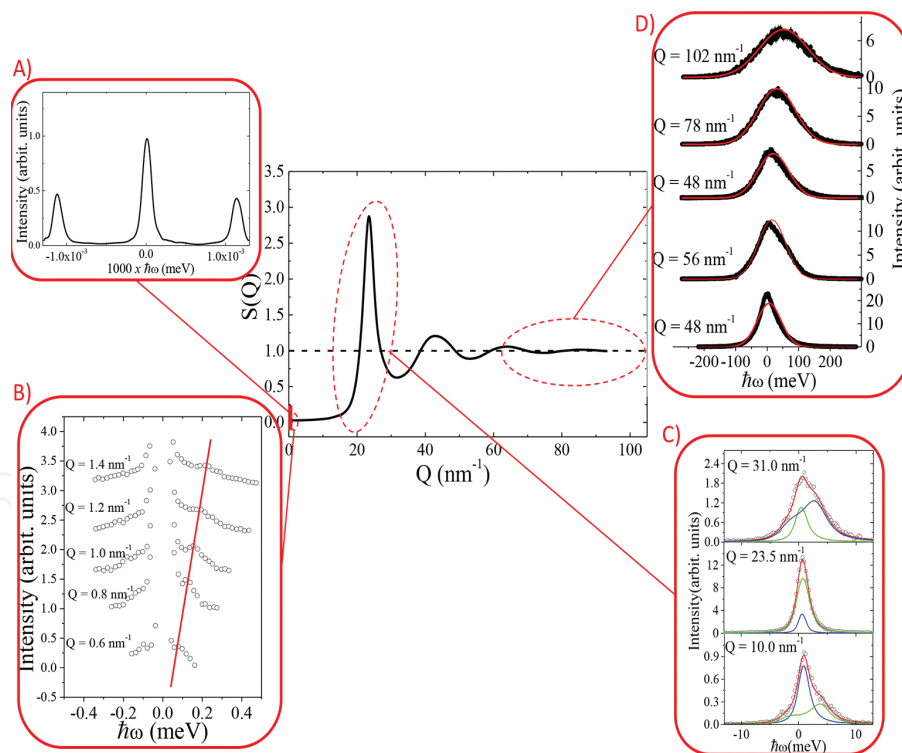 A)
Intensity (arbit. units)
1.0
0.5
0.0
-1.0x10⁻³ 0.0 1.0x10⁻³
1000 x ħω (meV)
B)
Intensity (arbit. units)
4.0
3.5
3.0
2.5
2.0
1.5
1.0
0.5
0.0
-0.5
Q = 1.4 nm⁻¹
Q = 1.2 nm⁻¹
Q = 1.0 nm⁻¹
Q = 0.8 nm⁻¹
Q = 0.6 nm⁻¹
-0.4 -0.2 0.0 0.2 0.4
ħω (meV)
S(Q)
3.5
3.0
2.5
2.0
1.5
1.0
0.5
0.0
0 20 40 60 80 100
Q (nm⁻¹)
D)
Q = 102 nm⁻¹
6
0
Q = 78 nm⁻¹
10
5
0
Q = 48 nm⁻¹
10
5
0
Q = 56 nm⁻¹
10
5
0
Q = 48 nm⁻¹
20
10
0
Intensity (arbit. units)
-200 -100 0 100 200
ħω (meV)
C)
Intensity(arbit. units)
Q = 31.0 nm⁻¹
2.4
1.8
1.2
0.6
0.0
Q = 23.5 nm⁻¹
12
9
6
3
0
Q = 10.0 nm⁻¹
0.9
0.6
0.3
0.0
-10 0 10
ħω(meV)